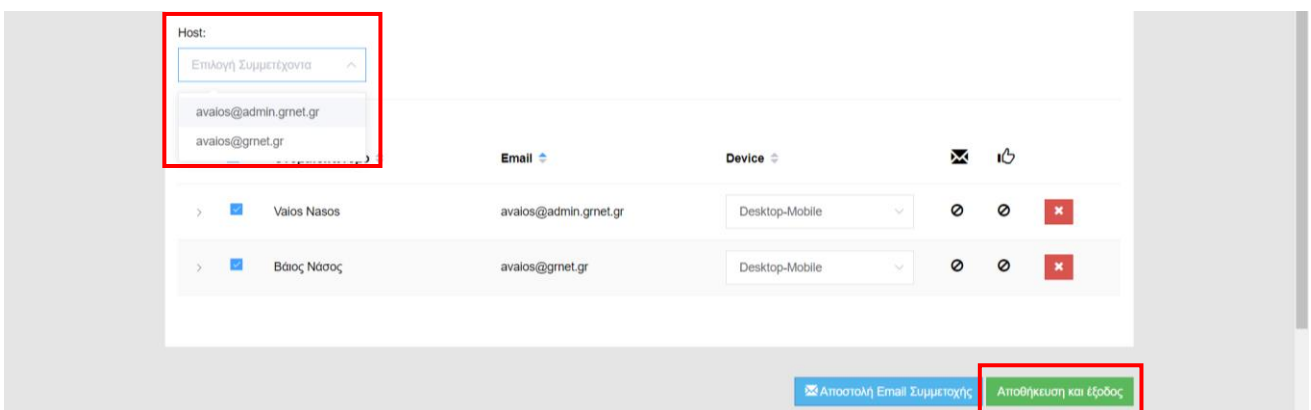 Host:
Επιλογή Συμμετέχοντα
avaios@admin.grnet.gr
avaios@grnet.gr
Email
Device
Vaios Nasos
avaios@admin.grnet.gr
Desktop-Mobile
Βάιος Νάσος
avaios@grnet.gr
Desktop-Mobile
Αποστολή Email Συμμετοχής
Αποθήκευση και έξοδος